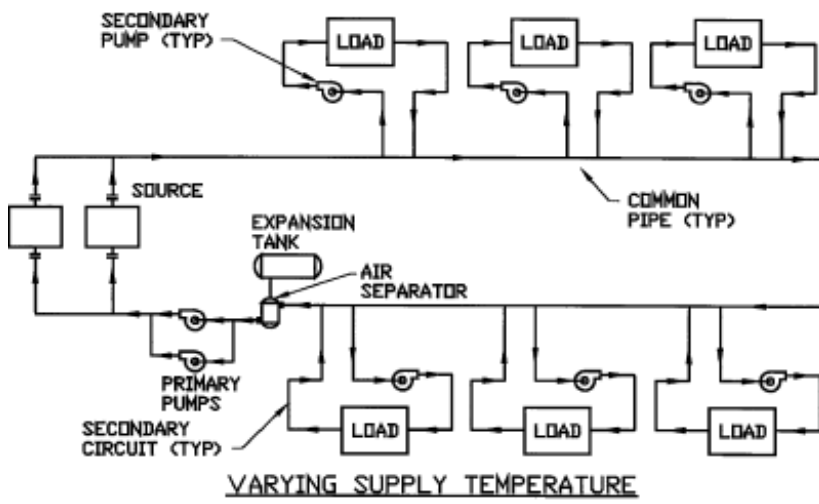 SECONDARY
PUMP (TYP)
LOAD
LOAD
LOAD
SOURCE
COMMON
PIPE (TYP)
EXPANSION
TANK
AIR
SEPARATOR
PRIMARY
PUMPS
SECONDARY
CIRCUIT (TYP)
LOAD
LOAD
LOAD
VARYING SUPPLY TEMPERATURE